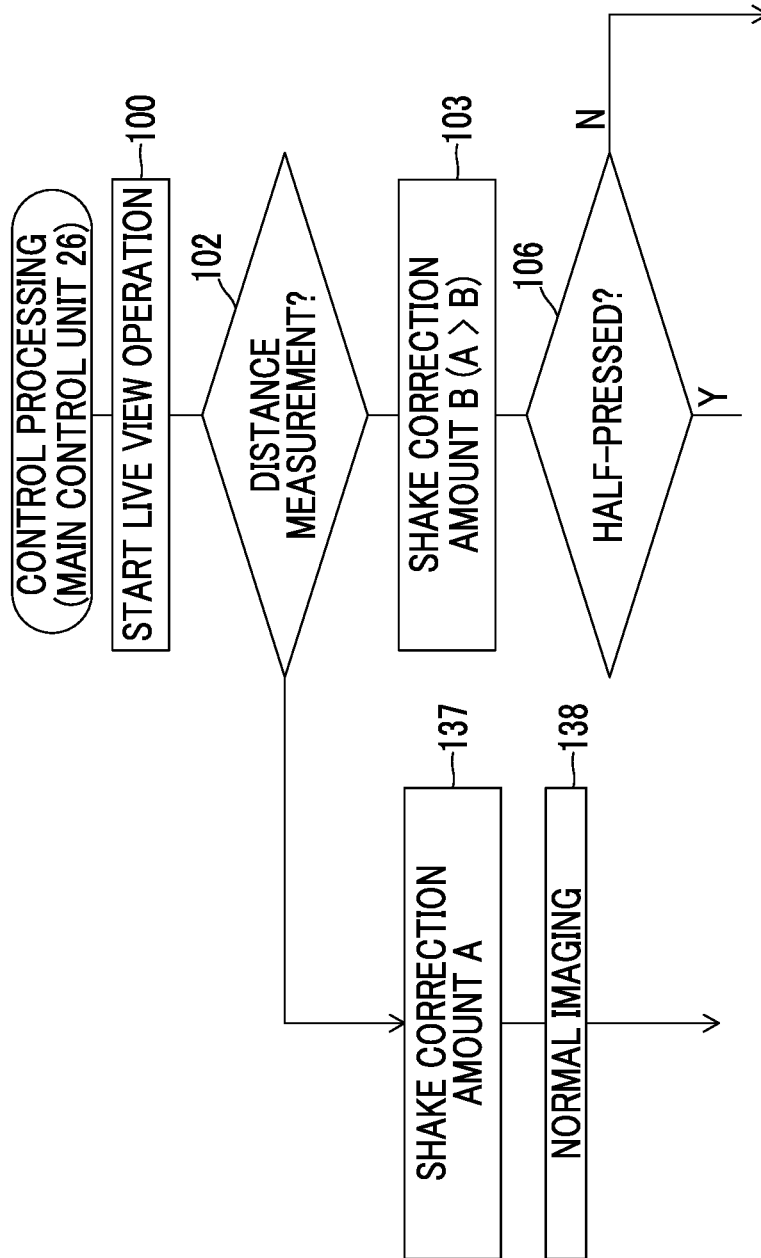 CONTROL PROCESSING
(MAIN CONTROL UNIT 26)
100
START LIVE VIEW OPERATION
102
DISTANCE
MEASUREMENT?
103
SHAKE CORRECTION
AMOUNT B (A > B)
106
HALF-PRESSED?
N
Y
137
SHAKE CORRECTION
AMOUNT A
138
NORMAL IMAGING